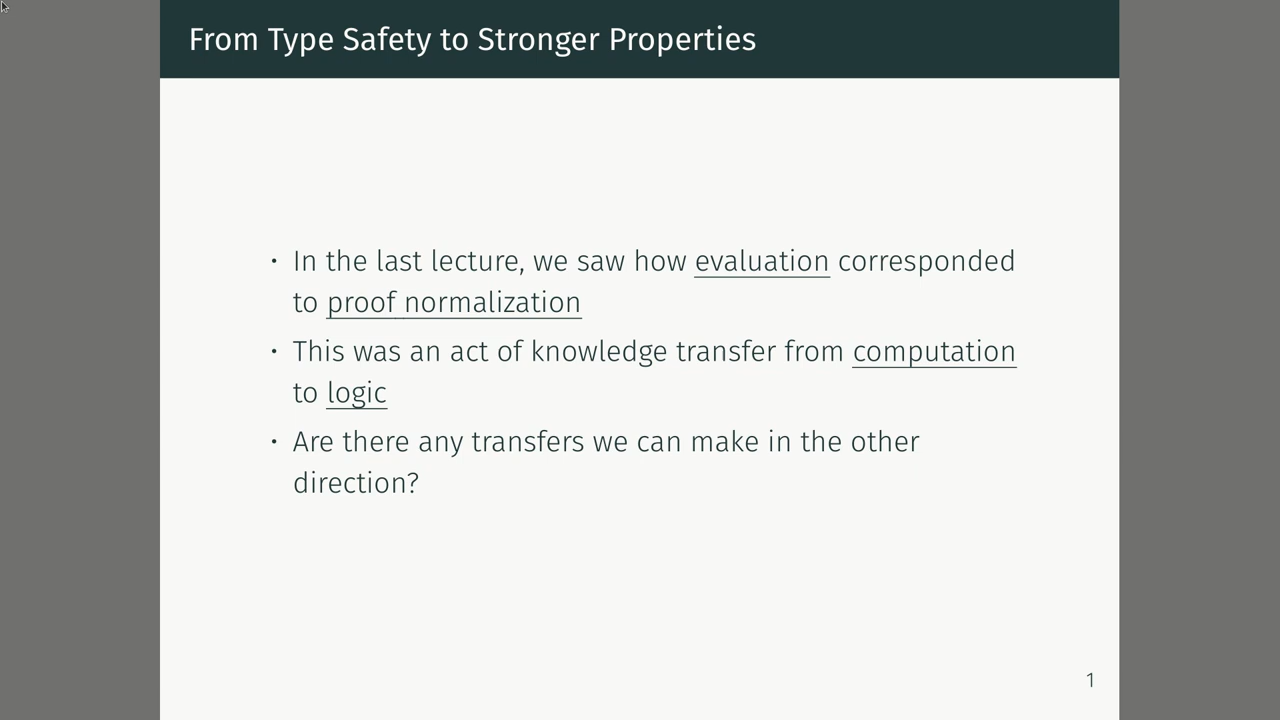 From Type Safety to Stronger Properties
• In the last lecture, we saw how evaluation corresponded
to proof normalization
• This was an act of knowledge transfer from computation
to logic
• Are there any transfers we can make in the other
direction?
1